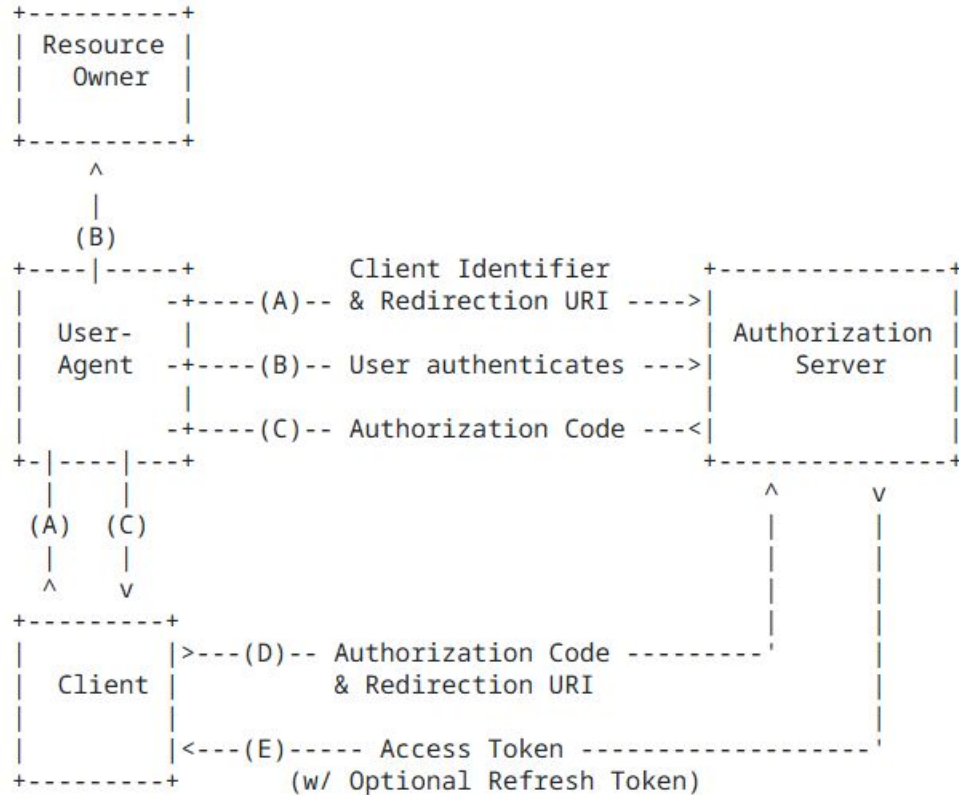 +----------+
| Resource |
|   Owner  |
|          |
+----------+
     ^
     |
    (B)
+----|-----+          Client Identifier      +---------------+
|         -+----(A)-- & Redirection URI ---->|               |
|  User-   |                                 | Authorization |
|  Agent  -+----(B)-- User authenticates --->|     Server    |
|          |                                 |               |
|         -+----(C)-- Authorization Code ---<|               |
+-|----|---+                                 +---------------+
  |    |                                         ^      v
 (A)  (C)                                        |      |
  |    |                                         |      |
  ^    v                                         |      |
+---------+                                      |      |
|         |>---(D)-- Authorization Code ---------'      |
|  Client |          & Redirection URI                  |
|         |                                             |
|         |<---(E)----- Access Token -------------------'
+---------+       (w/ Optional Refresh Token)